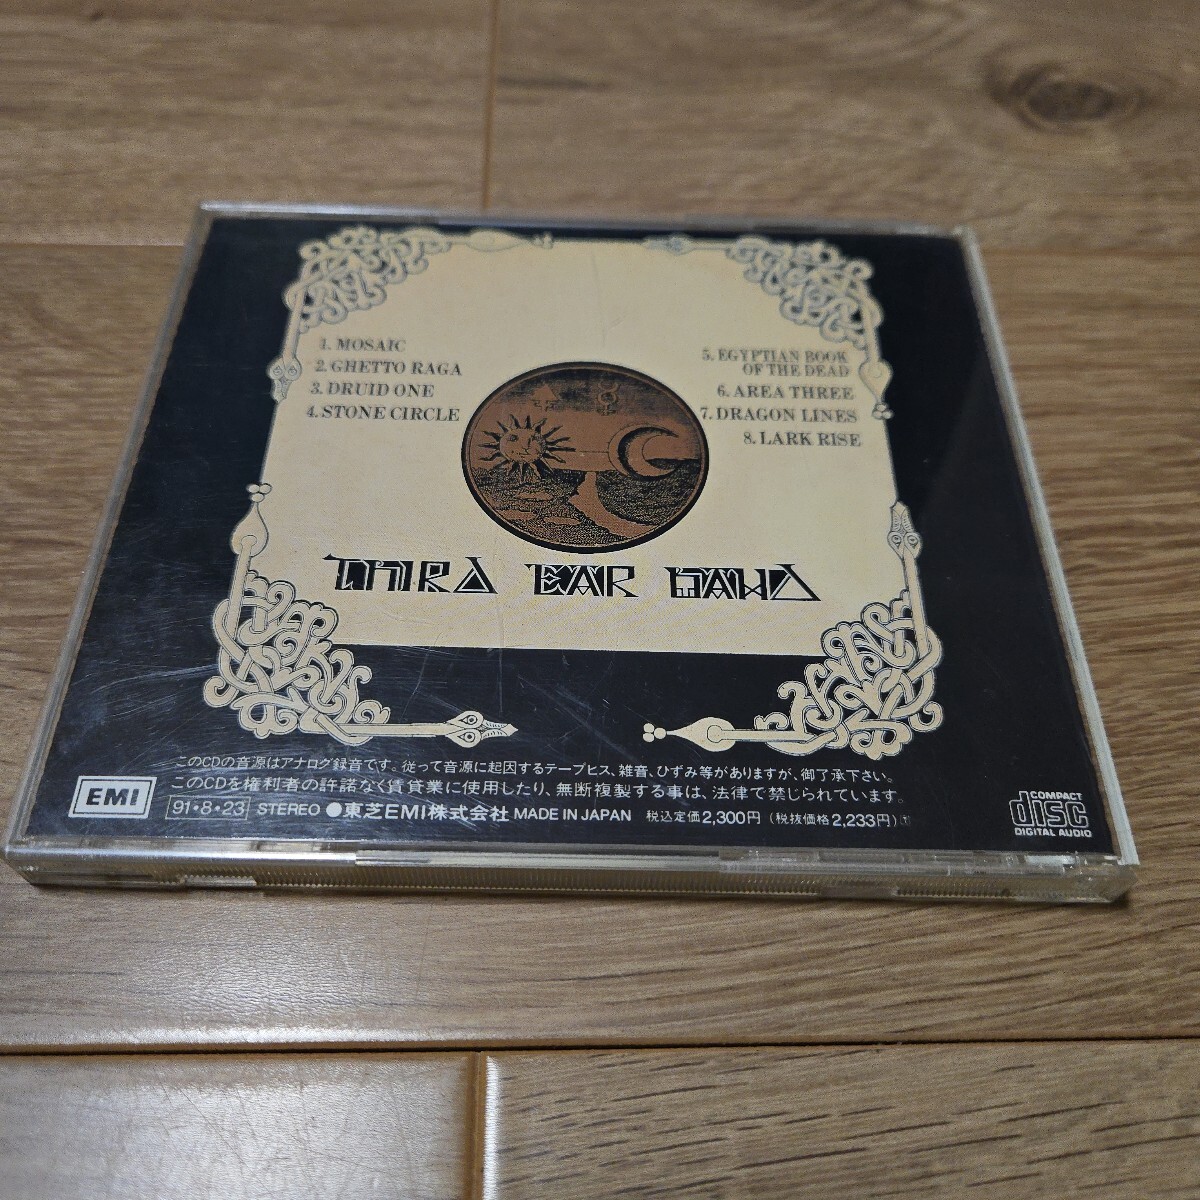 1. MOSAIC
2. GHETTO RAGA
3. DRUID ONE
4. STONE CIRCLE
5. EGYPTIAN BOOK
OF THE DEAD
6. AREA THREE
7. DRAGON LINES
8. LARK RISE
THIRD EAR BAND
このCDの音源はアナログ録音です。従って音源に起因するテープヒス、雑音、ひずみ等がありますが、御了承下さい。
このCDを権利者の許諾なく賃貸業に使用したり、無断複製する事は、法律で禁じられています。
EMI
91・8・23 STEREO ●東芝EMI株式会社 MADE IN JAPAN 税込定価2,300円 (税抜価格2,233円)
COMPACT
disc
DIGITAL AUDIO